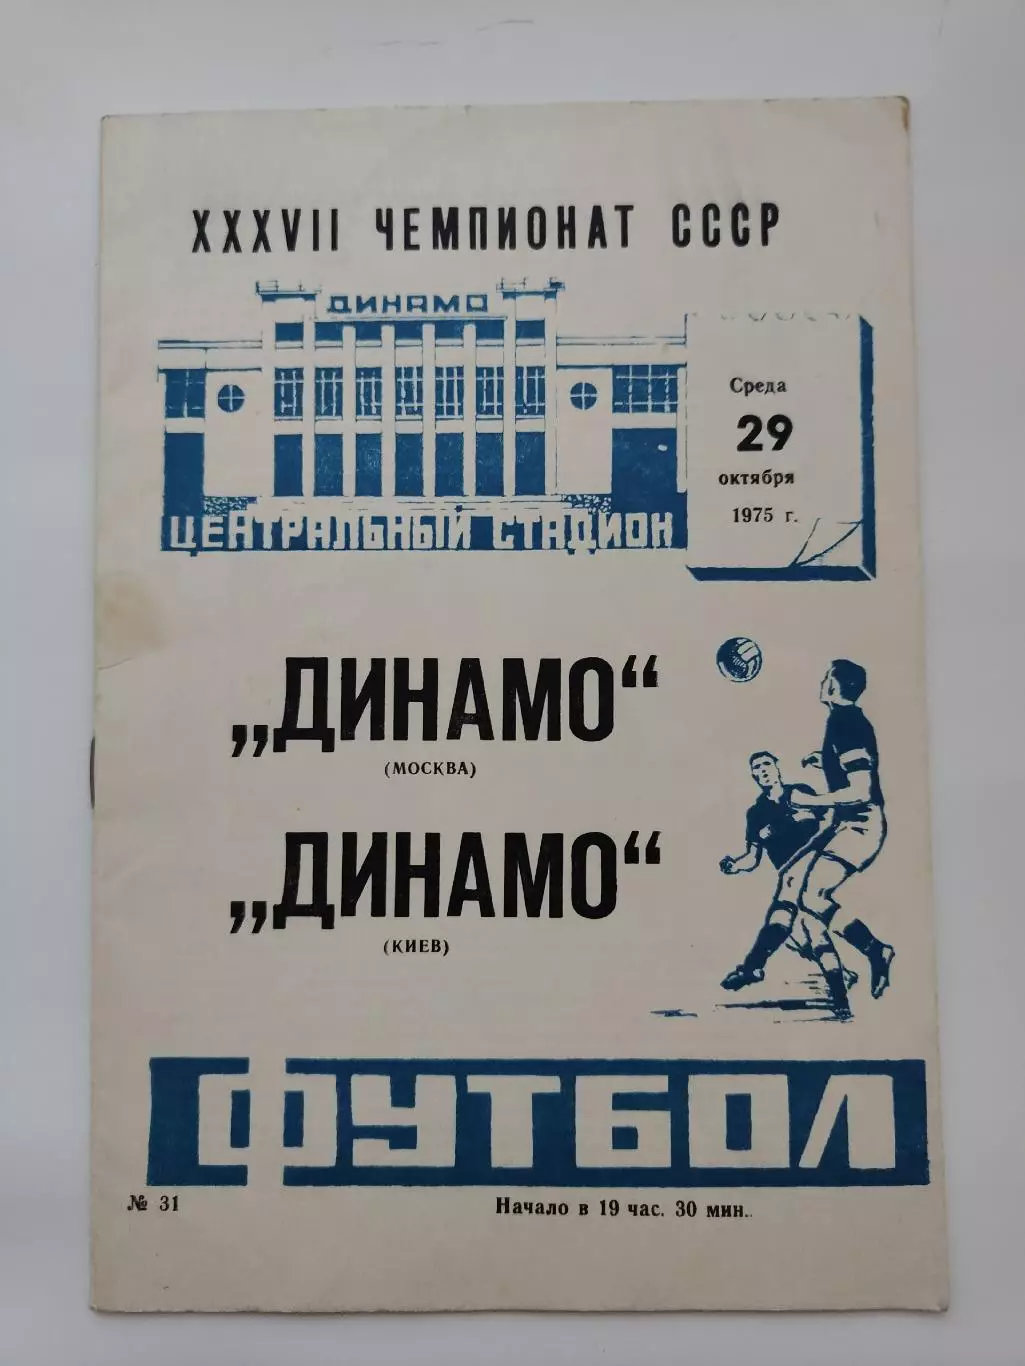 XXXVII ЧЕМПИОНАТ СССР
ДИНАМО
Среда
29
октября
1975 г.
ЦЕНТРАЛЬНЫЙ СТАДИОН
„ДИНАМО“
(МОСКВА)
„ДИНАМО“
(КИЕВ)
ФУТБОЛ
№ 31
Начало в 19 час. 30 мин..